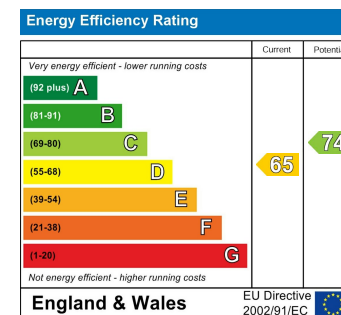 Energy Efficiency Rating
Current Potenti
Very energy efficient - lower running costs
(92 plus) A
(81-91) B
(69-80) C
74
(55-68) D
65
(39-54) E
(21-38) F
(1-20) G
Not energy efficient - higher running costs
England & Wales
EU Directive
2002/91/EC